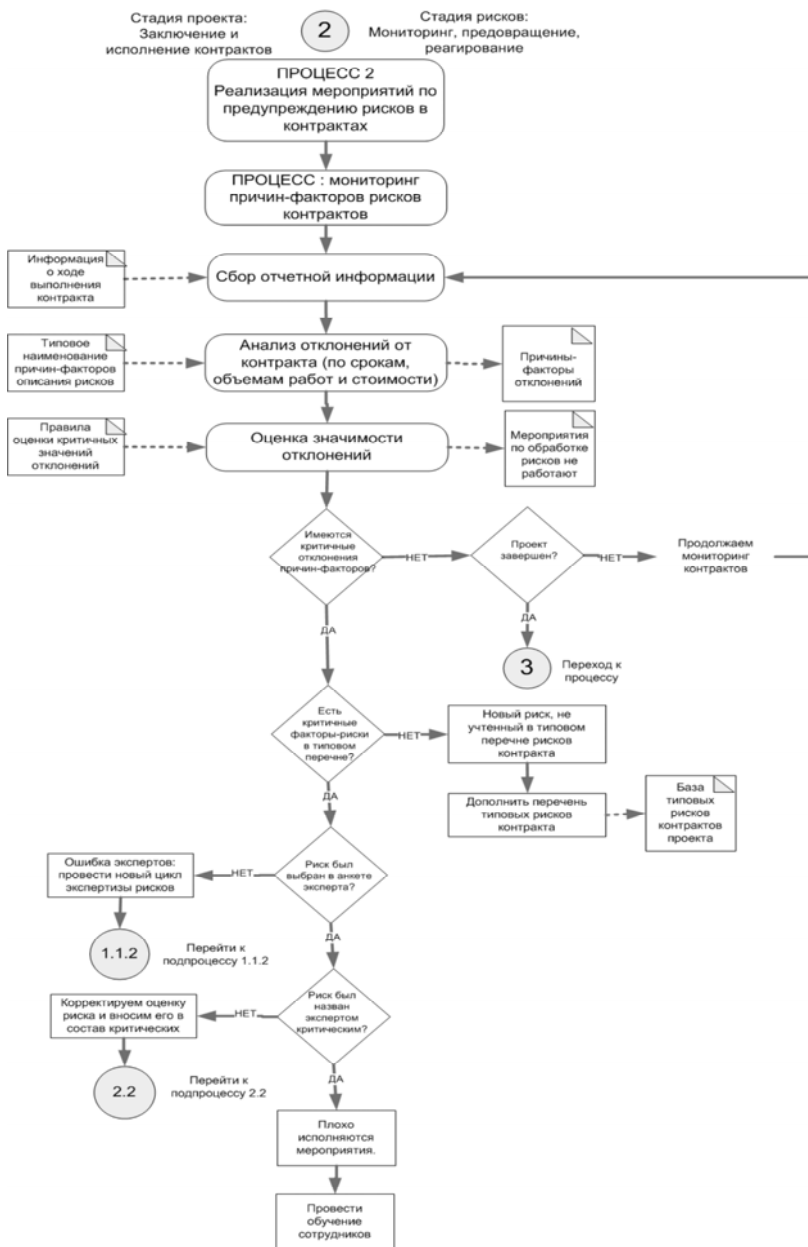 Стадия проекта:
Заключение и
исполнение контрактов
2
Стадия рисков:
Мониторинг, предовращение,
реагирование
ПРОЦЕСС 2
Реализация мероприятий по
предупреждению рисков в
контрактах
ПРОЦЕСС : мониторинг
причин-факторов рисков
контрактов
Информация
о ходе
выполнения
контракта
Сбор отчетной информации
Типовое
наименование
причин-факторов
описания рисков
Анализ отклонений от
контракта (по срокам,
объемам работ и стоимости)
Причины-
факторы
отклонений
Правила
оценки критичных
значений
отклонений
Оценка значимости
отклонений
Мероприятия
по обработке
рисков не
работают
Имеются
критичные
отклонения
причин-факторов?
НЕТ
Проект
завершен?
НЕТ
Продолжаем
мониторинг
контрактов
ДА
ДА
3
Переход к
процессу
Есть
критичные
факторы-риски
в типовом
перечне?
НЕТ
Новый риск, не
учтенный в типовом
перечне рисков
контракта
ДА
Дополнить перечень
типовых рисков
контракта
База
типовых
рисков
контрактов
проекта
Ошибка экспертов:
провести новый цикл
экспертизы рисков
НЕТ
Риск был
выбран в анкете
эксперта?
1.1.2
Перейти к
подпроцессу 1.1.2
ДА
Корректируем оценку
риска и вносим его в
состав критических
НЕТ
Риск был
назван
экспертом
критическим?
2.2
Перейти к
подпроцессу 2.2
ДА
Плохо
исполняются
мероприятия.
Провести
обучение
сотрудников